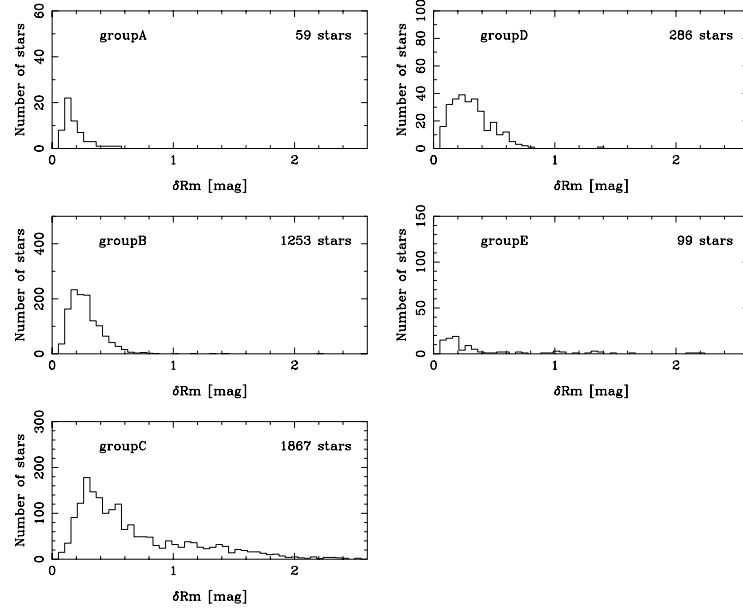 Number of stars
60
40
20
0
groupA 59 stars
0 1 2
δRm [mag]
Number of stars
100
80
60
40
20
0
groupD 286 stars
0 1 2
δRm [mag]
Number of stars
400
200
0
groupB 1253 stars
0 1 2
δRm [mag]
Number of stars
150
100
50
0
groupE 99 stars
0 1 2
δRm [mag]
Number of stars
300
200
100
0
groupC 1867 stars
0 1 2
δRm [mag]